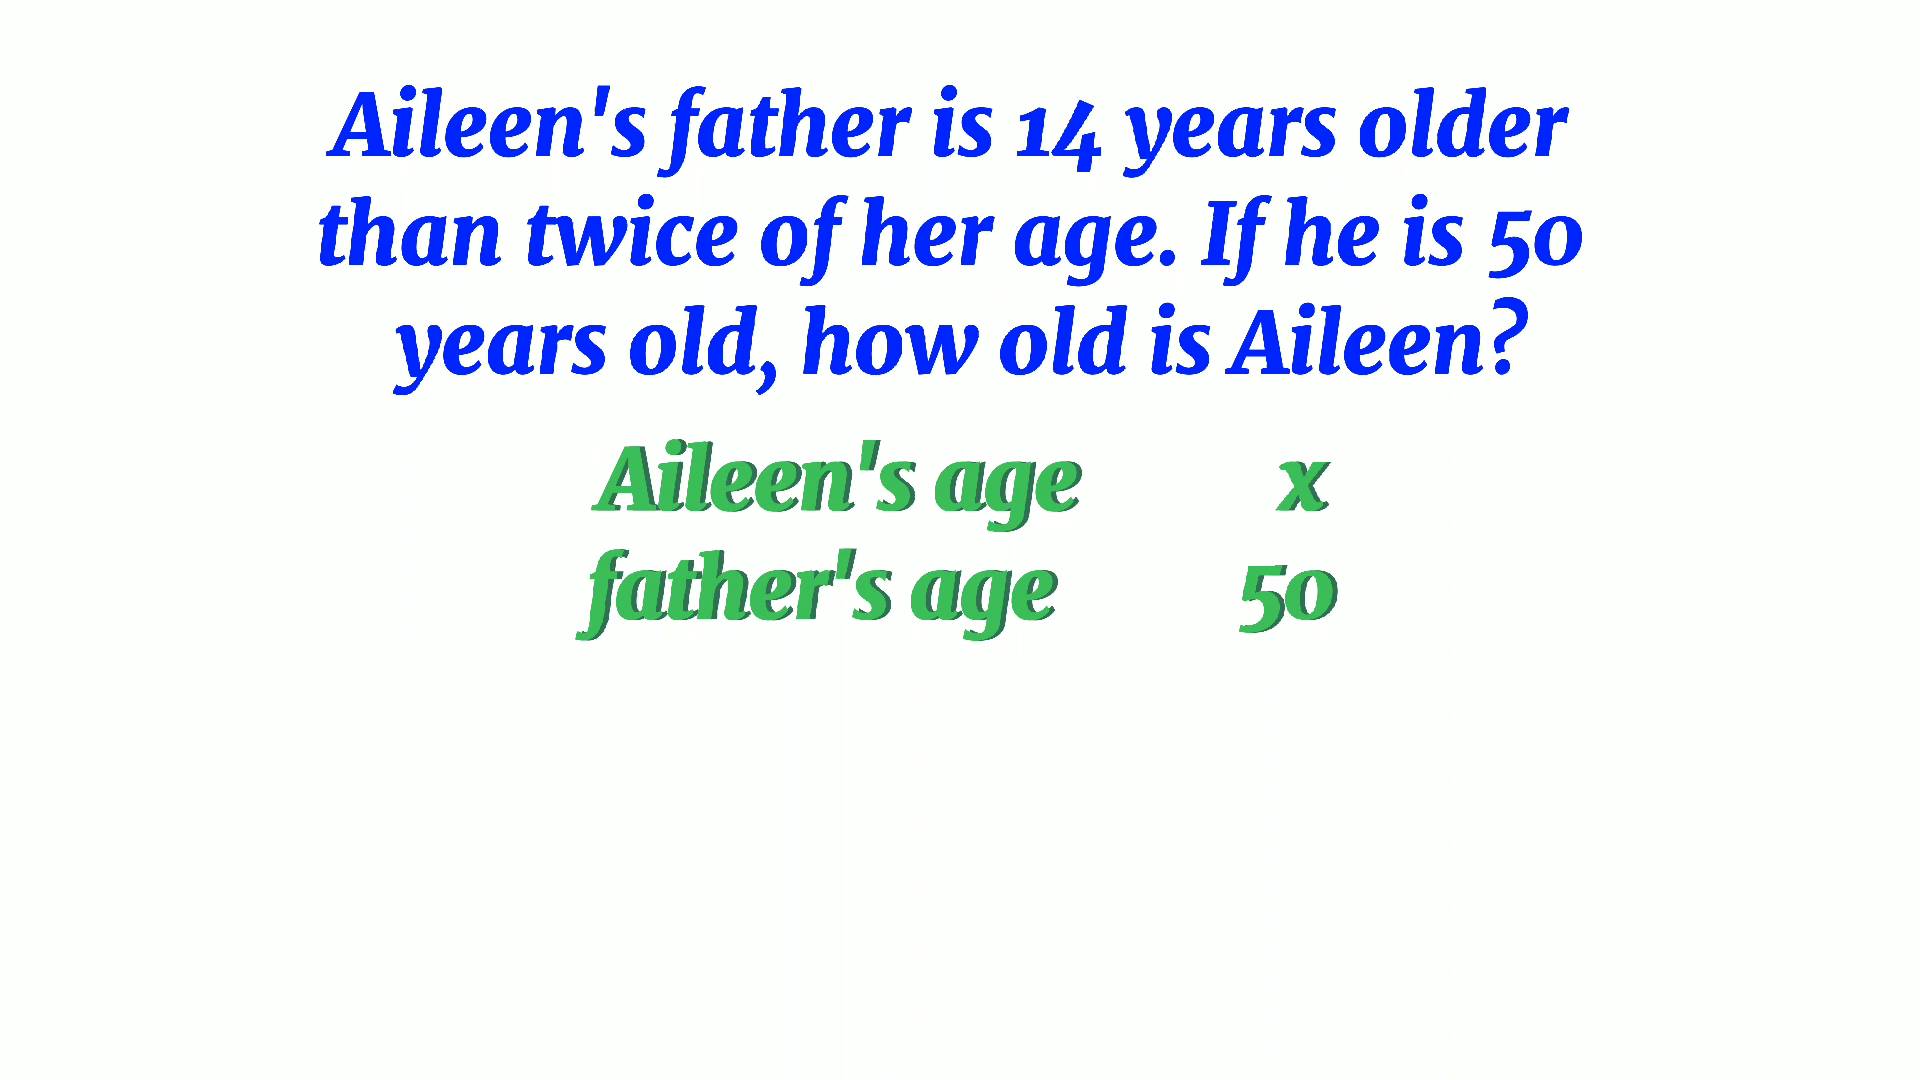 Aileen's father is 14 years older
than twice of her age. If he is 50
years old, how old is Aileen?
Aileen's age x
father's age 50